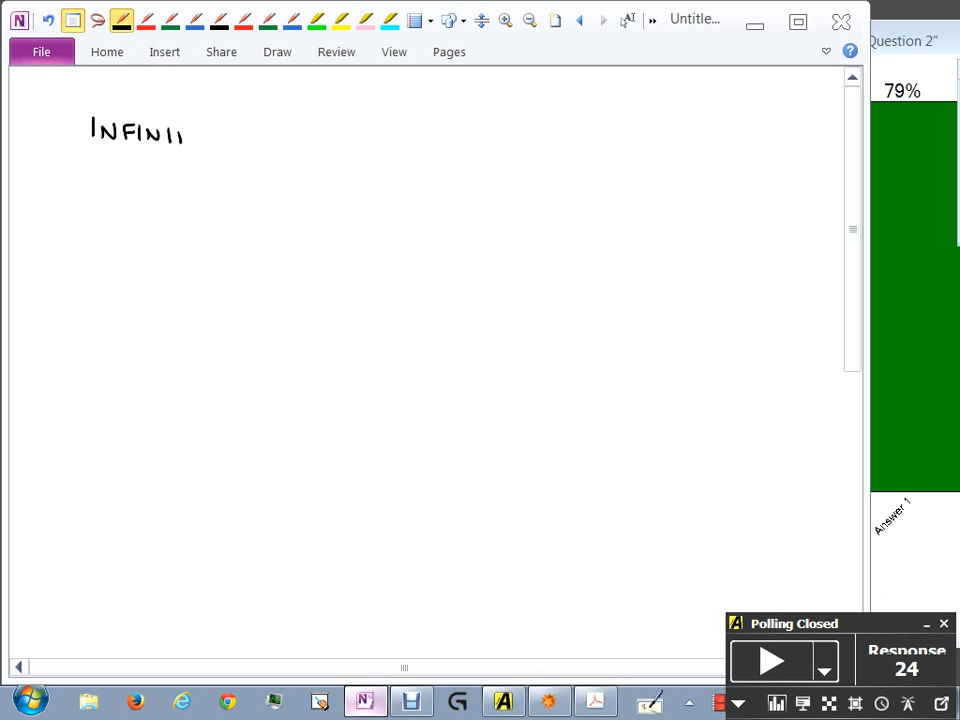 Untitle...
Question 2"
File Home Insert Share Draw Review View Pages
79%
INFINI
Answer 1
Polling Closed
Response
24